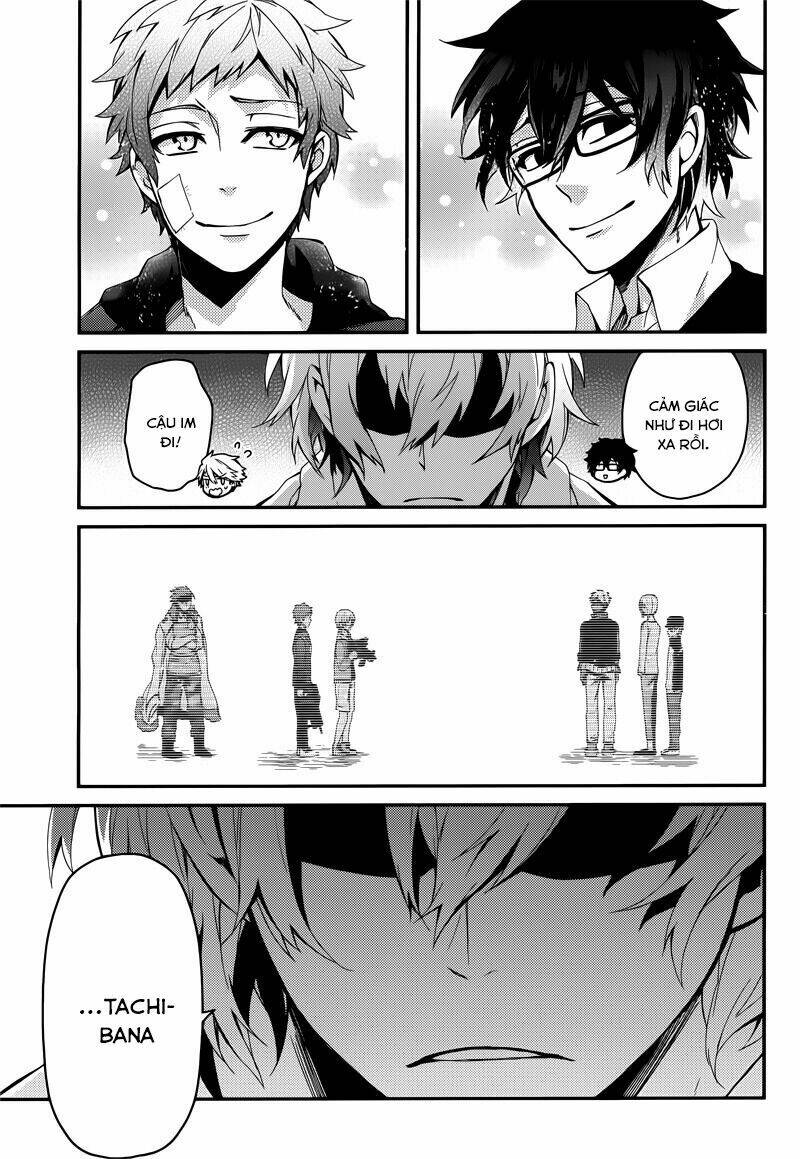 CẢM GIÁC
NHƯ ĐI HƠI
XA RỒI.
CẬU IM
ĐI!
...TACHI-
BANA